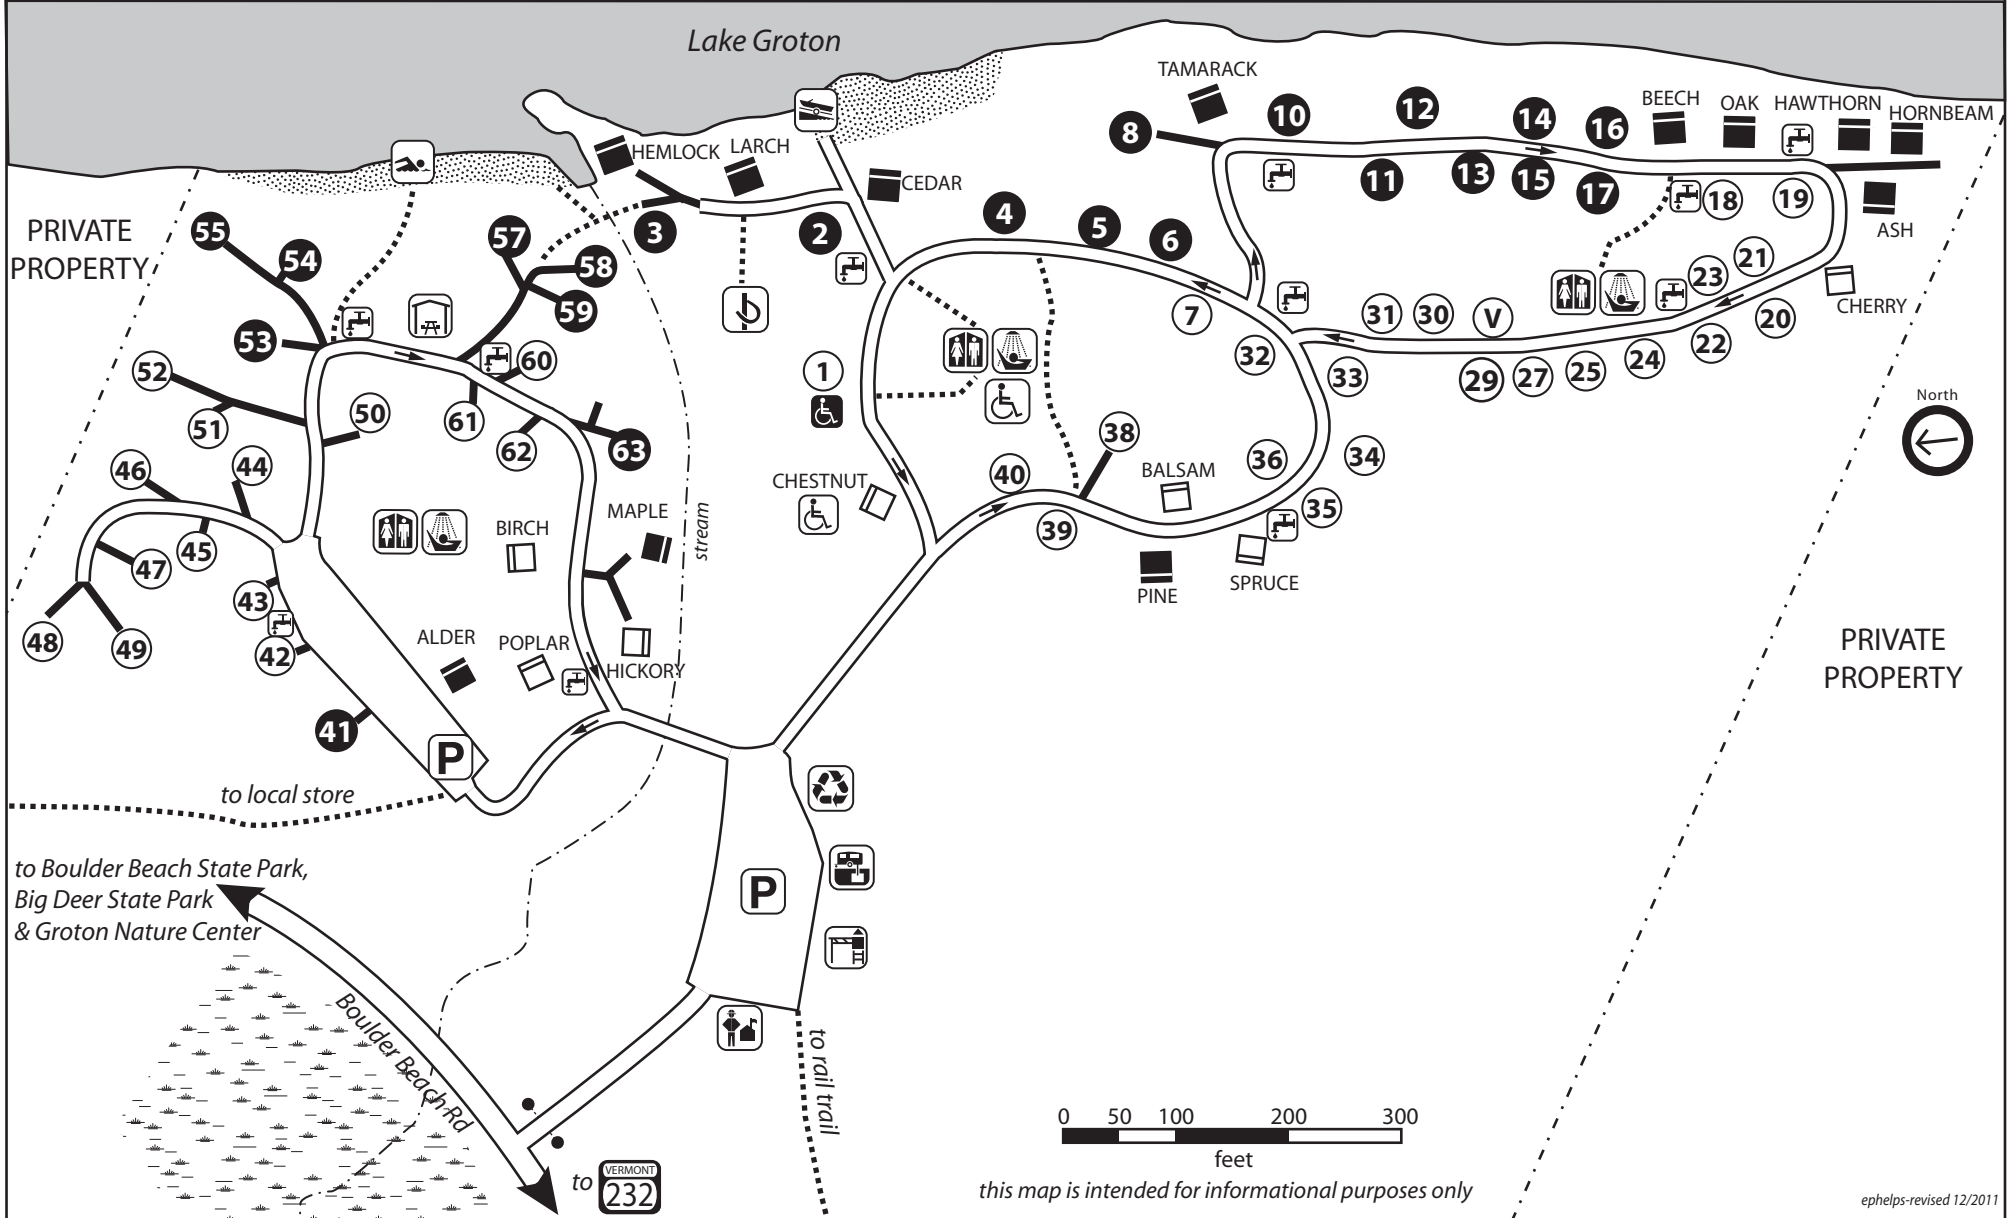 Lake Groton
TAMARACK
BEECH
OAK
HAWTHORN
HORNBEAM
8
10
12
14
16
HEMLOCK
LARCH
CEDAR
11
13
15
17
18
19
ASH
PRIVATE
PROPERTY
55
54
57
58
59
3
2
4
5
6
21
23
CHERRY
53
52
51
50
60
61
62
63
1
7
31
30
V
20
22
24
25
27
29
32
33
North
46
44
45
47
48
49
43
42
41
BIRCH
MAPLE
stream
CHESTNUT
40
38
39
BALSAM
36
34
35
PINE
SPRUCE
ALDER
POPLAR
HICKORY
PRIVATE
PROPERTY
P
to local store
to Boulder Beach State Park,
Big Deer State Park
& Groton Nature Center
P
Boulder Beach Rd
to rail trail
to
VERMONT
232
0 50 100 200 300
feet
this map is intended for informational purposes only
ephelps-revised 12/2011